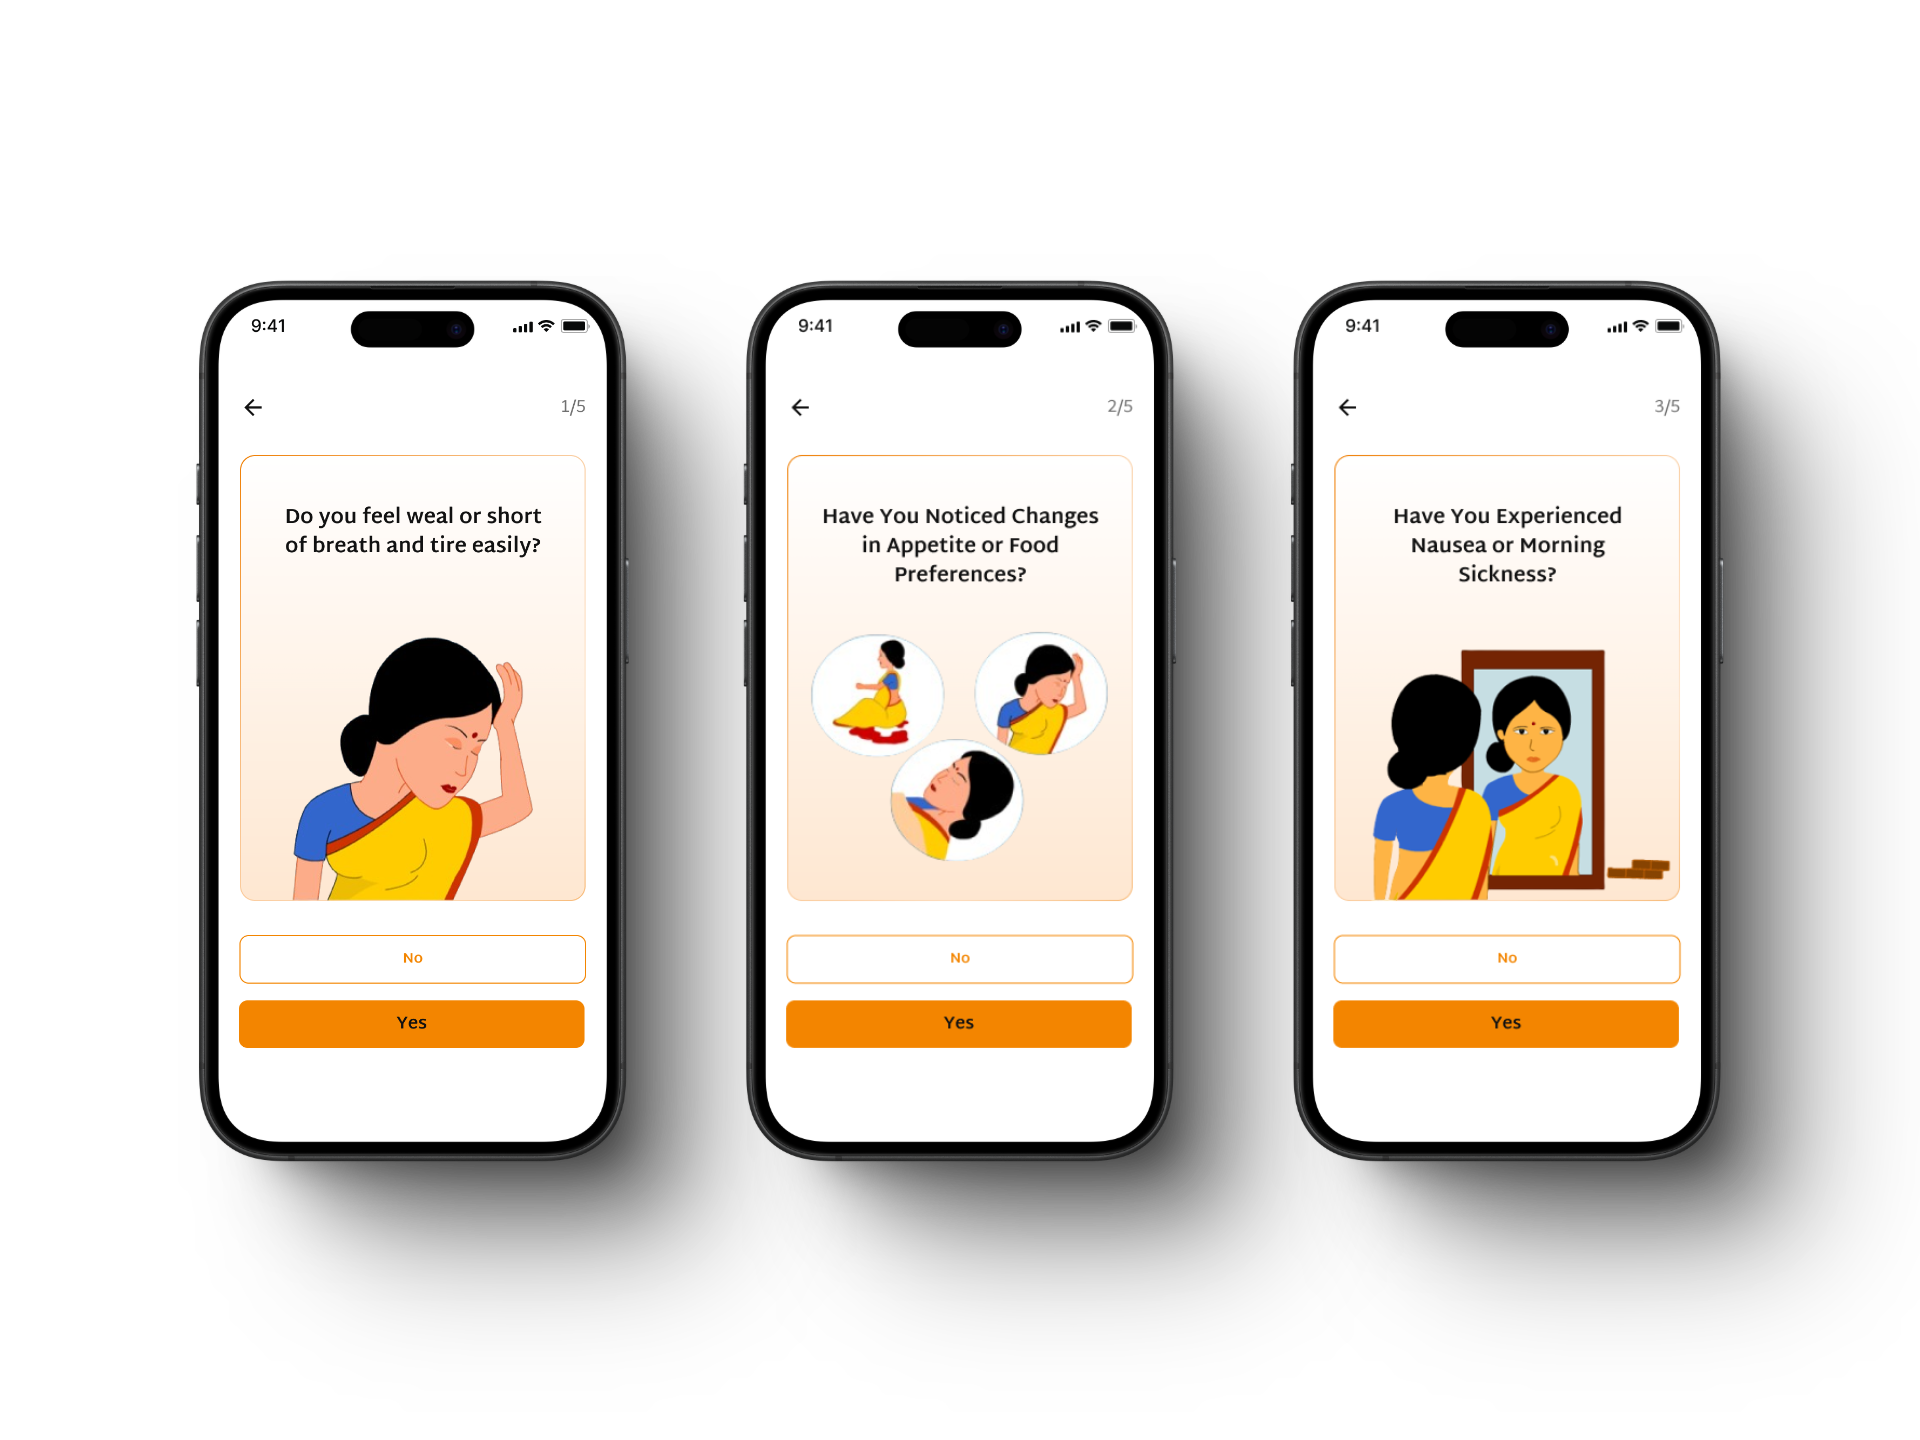 9:41
1/5
Do you feel weal or short
of breath and tire easily?
No
Yes
9:41
2/5
Have You Noticed Changes
in Appetite or Food
Preferences?
No
Yes
9:41
3/5
Have You Experienced
Nausea or Morning
Sickness?
No
Yes